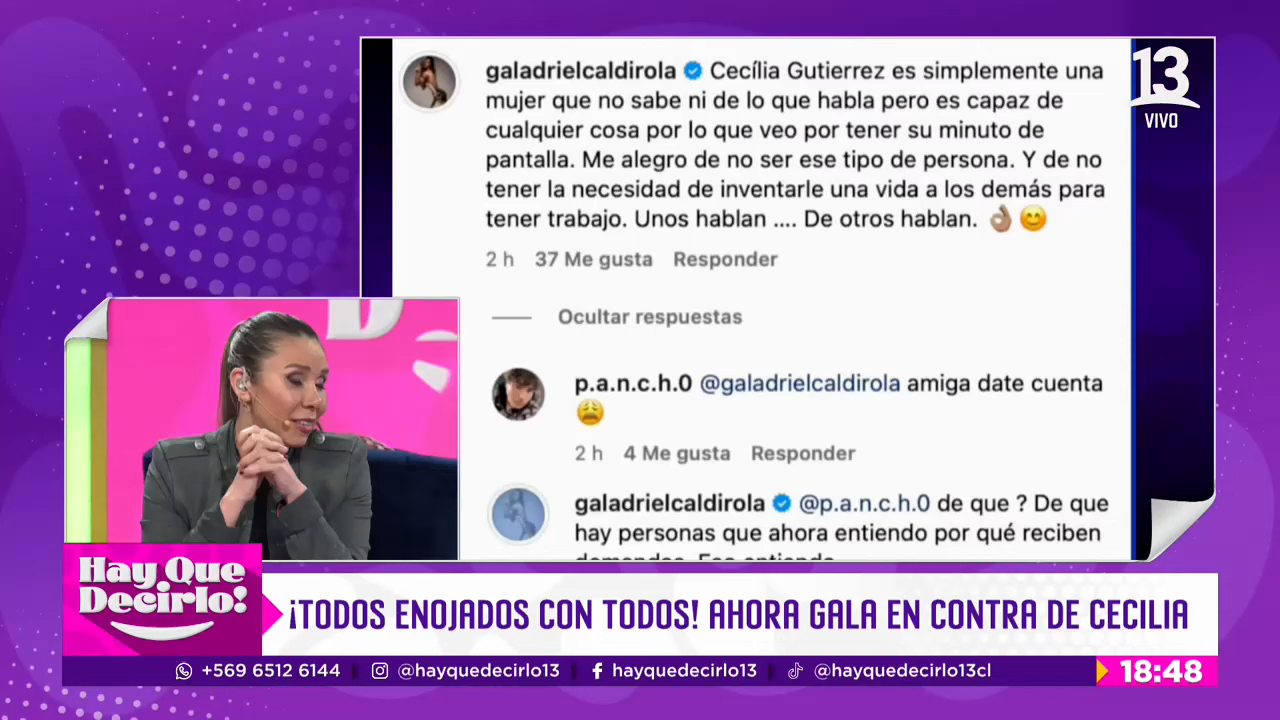 galadrielcaldirola Cecília Gutierrez es simplemente una
mujer que no sabe ni de lo que habla pero es capaz de
cualquier cosa por lo que veo por tener su minuto de
pantalla. Me alegro de no ser ese tipo de persona. Y de no
tener la necesidad de inventarle una vida a los demás para
tener trabajo. Unos hablan .... De otros hablan. 👌🏽😊
2 h 37 Me gusta Responder
Ocultar respuestas
p.a.n.c.h.0 @galadrielcaldirola amiga date cuenta
😩
2 h 4 Me gusta Responder
galadrielcaldirola @p.a.n.c.h.0 de que ? De que
hay personas que ahora entiendo por qué reciben
13
VIVO
Hay Que
Decirlo!
¡TODOS ENOJADOS CON TODOS! AHORA GALA EN CONTRA DE CECILIA
+569 6512 6144 @hayquedecirlo13 hayquedecirlo13 @hayquedecirlo13cl 18:48